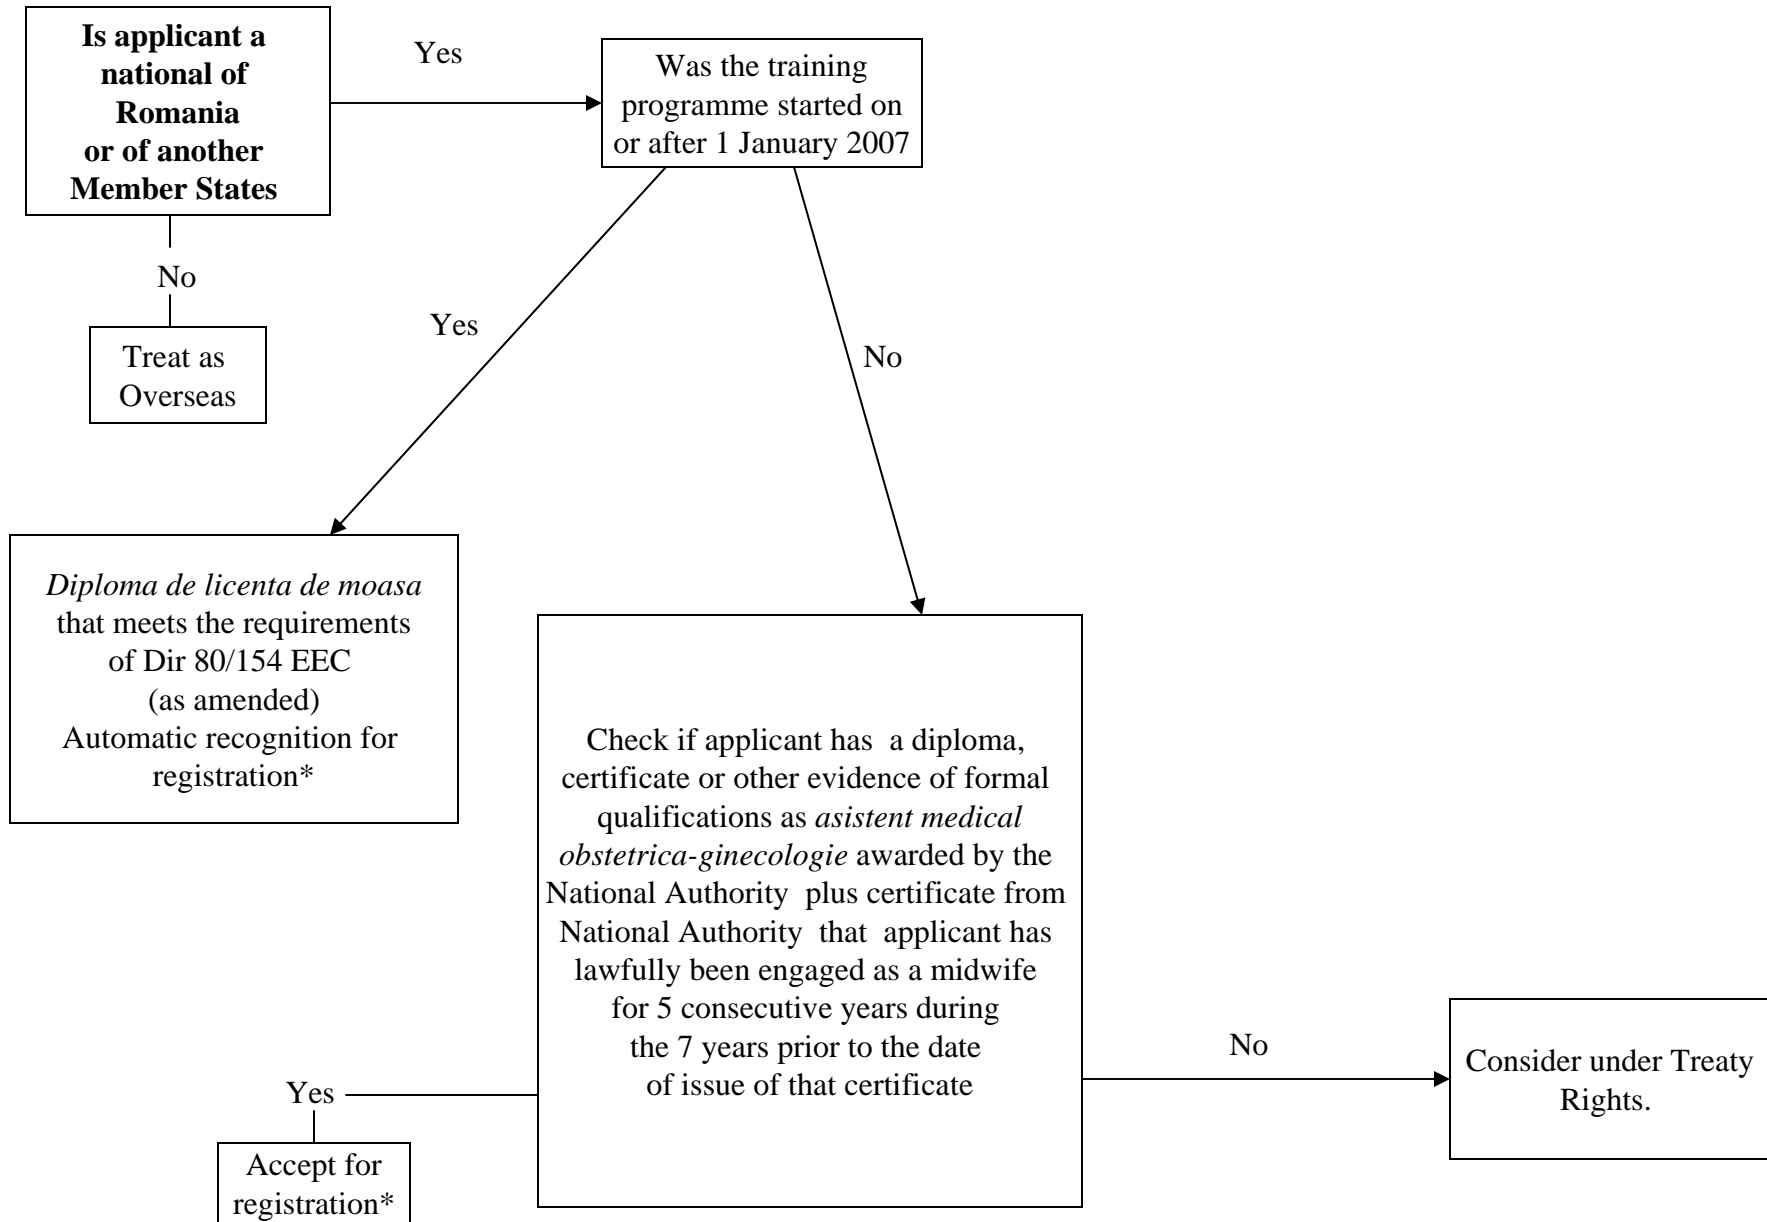 Is applicant a
national of
Romania
or of another
Member States
Yes
Was the training
programme started on
or after 1 January 2007
No
Treat as
Overseas
Yes
No
Diploma de licenta de moasa
that meets the requirements
of Dir 80/154 EEC
(as amended)
Automatic recognition for
registration*
Check if applicant has a diploma,
certificate or other evidence of formal
qualifications as asistent medical
obstetrica-ginecologie awarded by the
National Authority plus certificate from
National Authority that applicant has
lawfully been engaged as a midwife
for 5 consecutive years during
the 7 years prior to the date
of issue of that certificate
No
Consider under Treaty
Rights.
Yes
Accept for
registration*